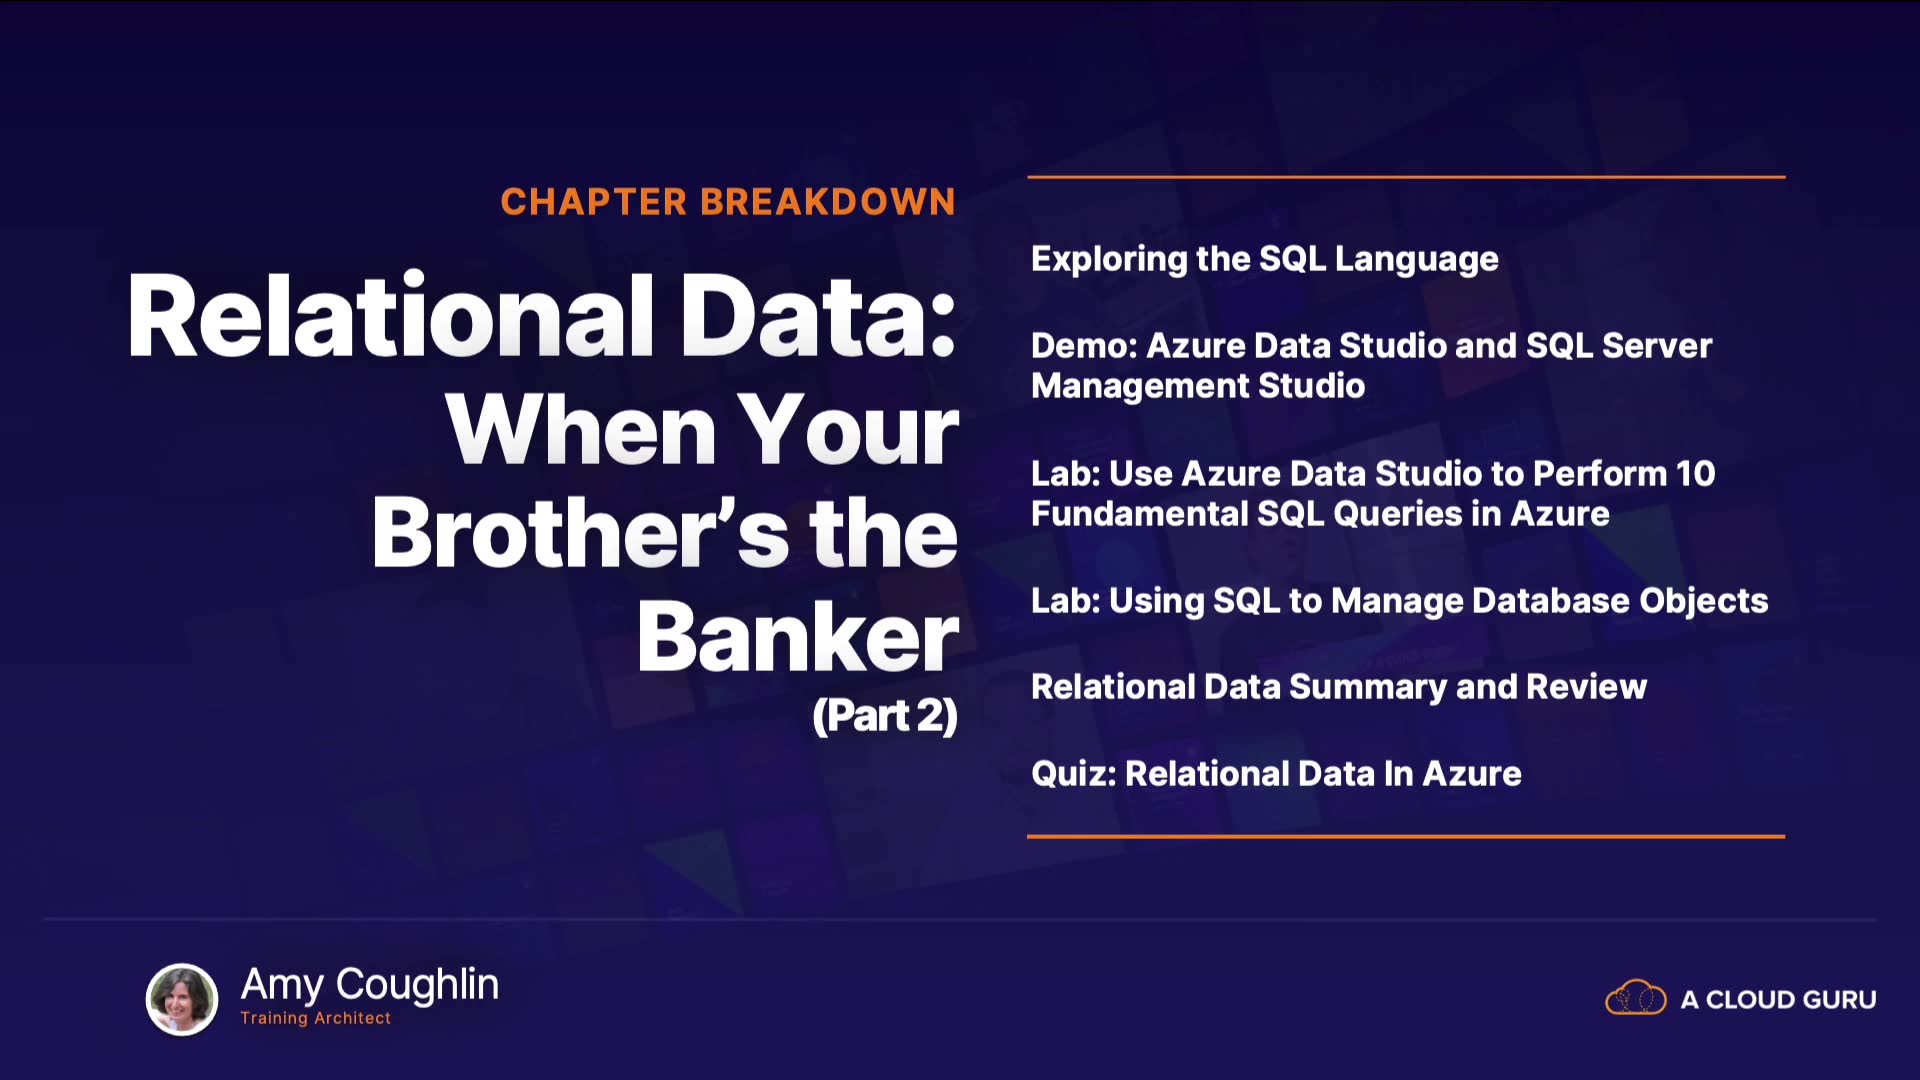 CHAPTER BREAKDOWN
Relational Data:
When Your
Brother’s the
Banker
(Part 2)
Exploring the SQL Language
Demo: Azure Data Studio and SQL Server
Management Studio
Lab: Use Azure Data Studio to Perform 10
Fundamental SQL Queries in Azure
Lab: Using SQL to Manage Database Objects
Relational Data Summary and Review
Quiz: Relational Data In Azure
Amy Coughlin
Training Architect
A CLOUD GURU